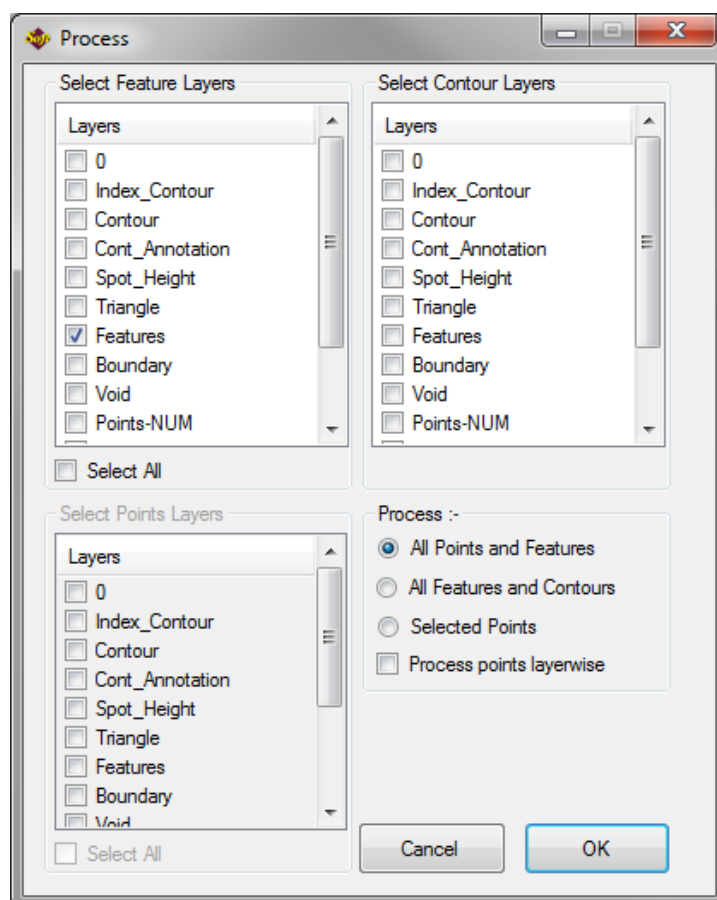 Process
Select Feature Layers
Layers
0
Index_Contour
Contour
Cont_Annotation
Spot_Height
Triangle
Features
Boundary
Void
Points-NUM
Select All
Select Contour Layers
Layers
0
Index_Contour
Contour
Cont_Annotation
Spot_Height
Triangle
Features
Boundary
Void
Points-NUM
Select Points Layers
Layers
0
Index_Contour
Contour
Cont_Annotation
Spot_Height
Triangle
Features
Boundary
Void
Select All
Process :-
All Points and Features
All Features and Contours
Selected Points
Process points layerwise
Cancel
OK